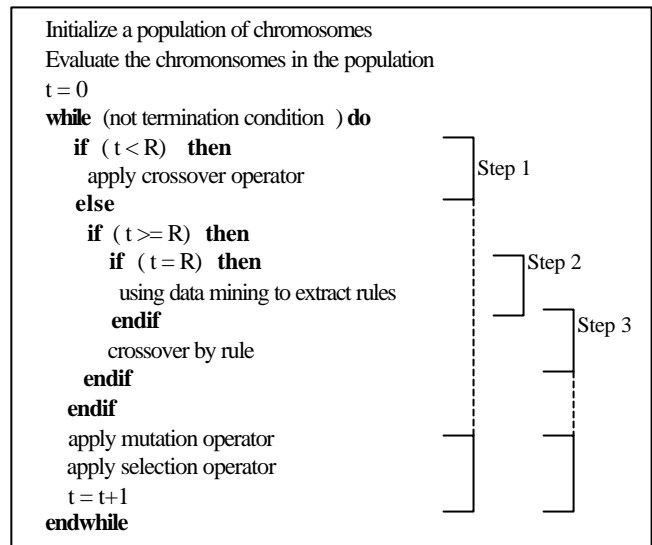 Initialize a population of chromosomes
Evaluate the chromonsomes in the population
t = 0
while (not termination condition ) do
if ( t < R) then
Step 1
apply crossover operator
else
if ( t >= R) then
if ( t = R) then
Step 2
using data mining to extract rules
endif
Step 3
crossover by rule
endif
endif
apply mutation operator
apply selection operator
t = t+1
endwhile